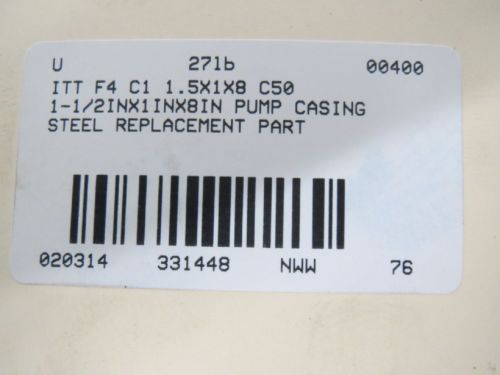 U 27lb 00400
ITT F4 C1 1.5X1X8 C50
1-1/2INX1INX8IN PUMP CASING
STEEL REPLACEMENT PART
020314 331448 NWW 76